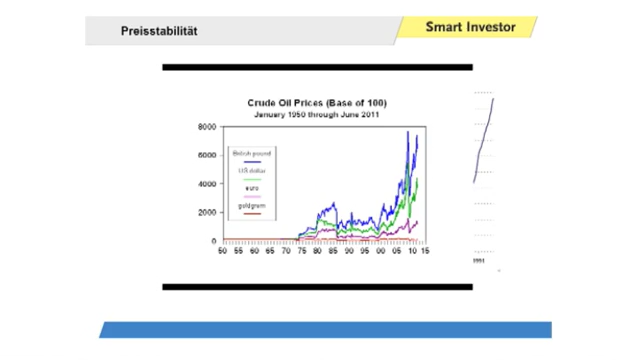 Preisstabilität
Smart Investor
Crude Oil Prices (Base of 100)
January 1950 through June 2011
8000
6000
4000
2000
0
British pound
US dollar
euro
goldgram
50 55 60 65 70 75 80 85 90 95 00 05 10 15
1991